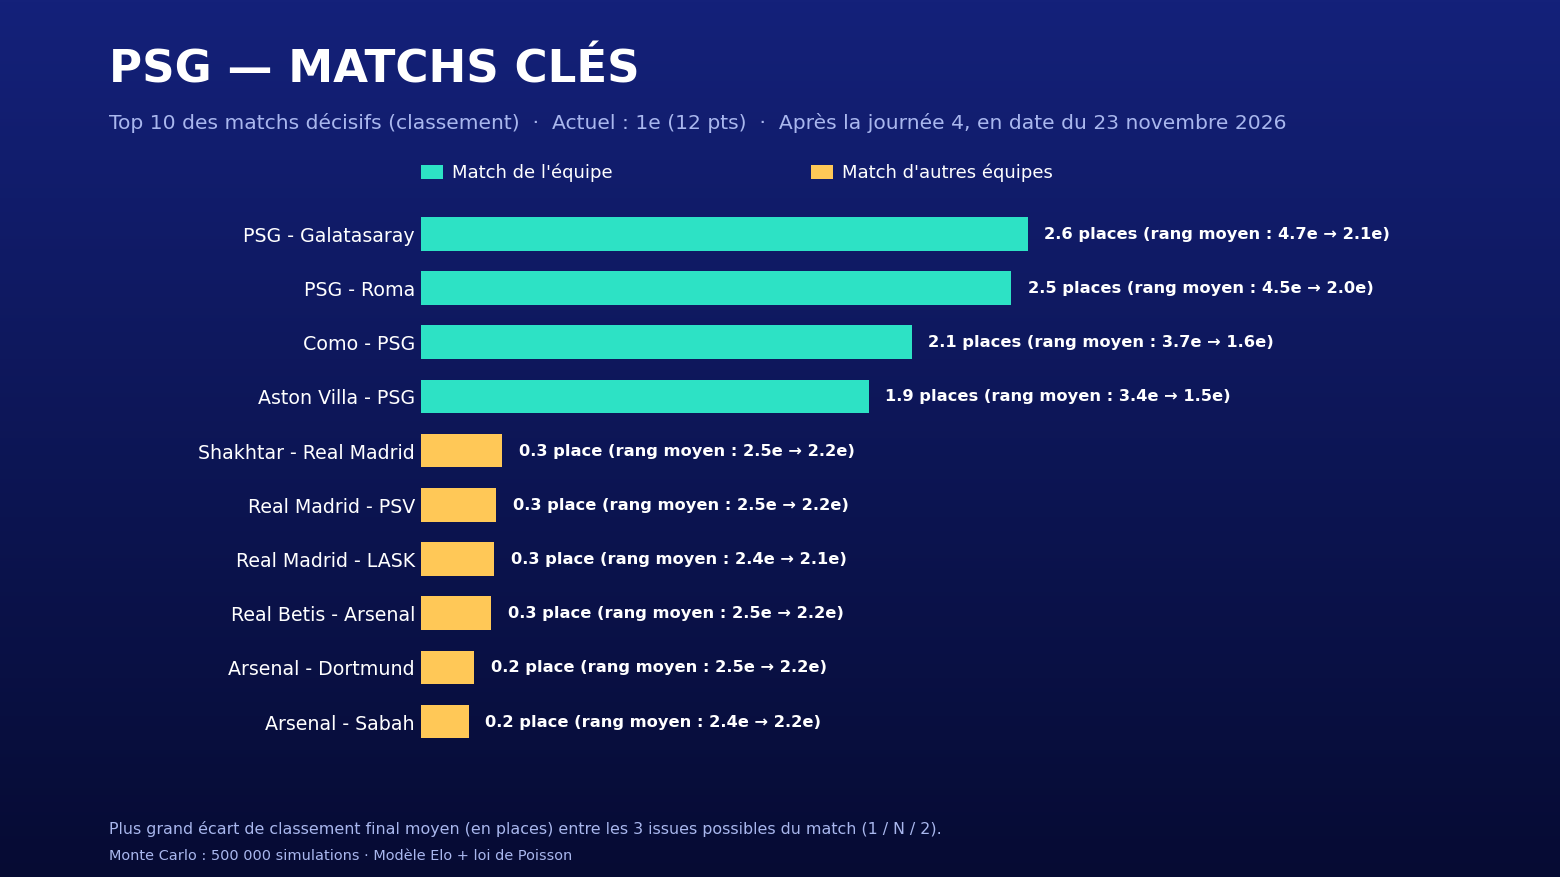 PSG — MATCHS CLÉS
Top 10 des matchs décisifs (classement)  ·  Actuel : 1e (12 pts)  ·  Après la journée 4, en date du 23 novembre 2026
Match de l'équipe
Match d'autres équipes
PSG - Galatasaray 2.6 places (rang moyen : 4.7e → 2.1e)
PSG - Roma 2.5 places (rang moyen : 4.5e → 2.0e)
Como - PSG 2.1 places (rang moyen : 3.7e → 1.6e)
Aston Villa - PSG 1.9 places (rang moyen : 3.4e → 1.5e)
Shakhtar - Real Madrid 0.3 place (rang moyen : 2.5e → 2.2e)
Real Madrid - PSV 0.3 place (rang moyen : 2.5e → 2.2e)
Real Madrid - LASK 0.3 place (rang moyen : 2.4e → 2.1e)
Real Betis - Arsenal 0.3 place (rang moyen : 2.5e → 2.2e)
Arsenal - Dortmund 0.2 place (rang moyen : 2.5e → 2.2e)
Arsenal - Sabah 0.2 place (rang moyen : 2.4e → 2.2e)
Plus grand écart de classement final moyen (en places) entre les 3 issues possibles du match (1 / N / 2).
Monte Carlo : 500 000 simulations · Modèle Elo + loi de Poisson